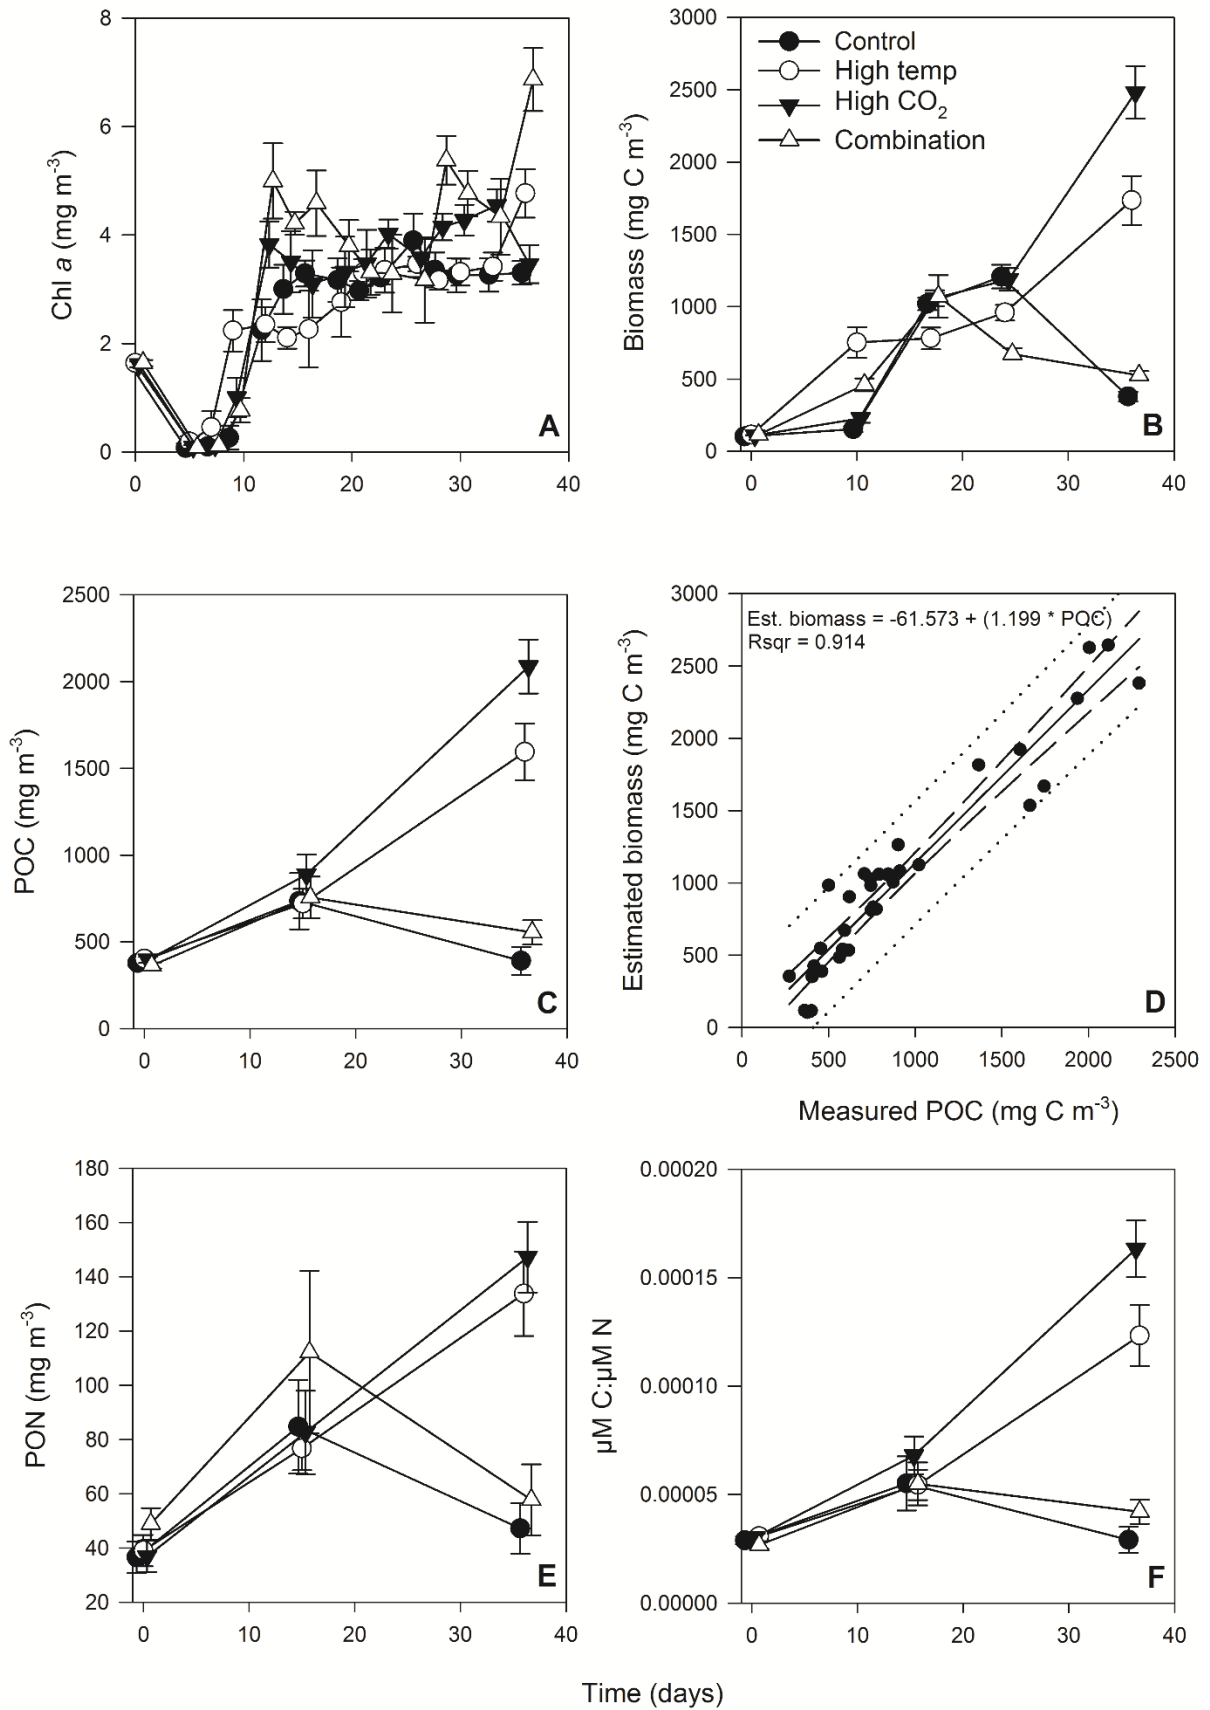 8
6
4
2
0
Chl a (mg m-3)
0 10 20 30 40
A
3000
2500
2000
1500
1000
500
0
Biomass (mg C m-3)
Control
High temp
High CO2
Combination
0 10 20 30 40
B
2500
2000
1500
1000
500
0
POC (mg m-3)
0 10 20 30 40
C
3000
2500
2000
1500
1000
500
0
Estimated biomass (mg C m-3)
Est. biomass = -61.573 + (1.199 * POC)
Rsqr = 0.914
D
0 500 1000 1500 2000 2500
Measured POC (mg C m-3)
180
160
140
120
100
80
60
40
20
PON (mg m-3)
0 10 20 30 40
E
0.00020
0.00015
0.00010
0.00005
0.00000
µM C:µM N
0 10 20 30 40
F
Time (days)